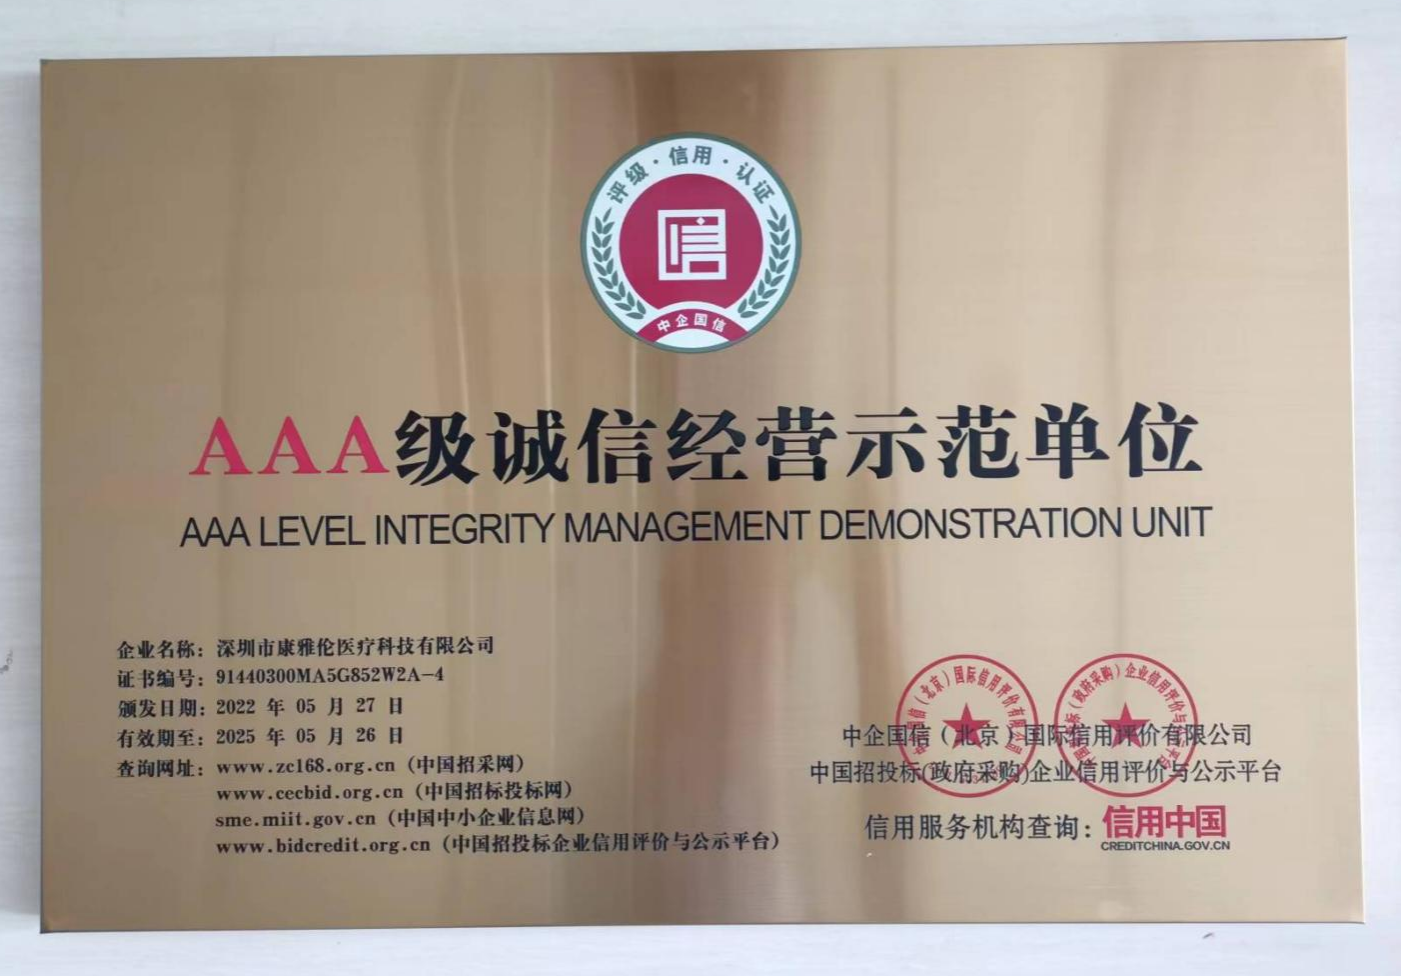 评级·信用·认证
信
中企国信
AAA级诚信经营示范单位
AAA LEVEL INTEGRITY MANAGEMENT DEMONSTRATION UNIT
企业名称：深圳市康雅伦医疗科技有限公司
证书编号：91440300MA5G852W2A-4
颁发日期：2022 年 05 月 27 日
有效期至：2025 年 05 月 26 日
查询网址：www.zc168.org.cn (中国招采网)
www.cecbid.org.cn (中国招标投标网)
sme.miit.gov.cn (中国中小企业信息网)
www.bidcredit.org.cn (中国招投标企业信用评价与公示平台)
中企国信（北京）国际信用评价有限公司
中国招投标(政府采购)企业信用评价与公示平台
信用服务机构查询：信用中国
CREDITCHINA.GOV.CN